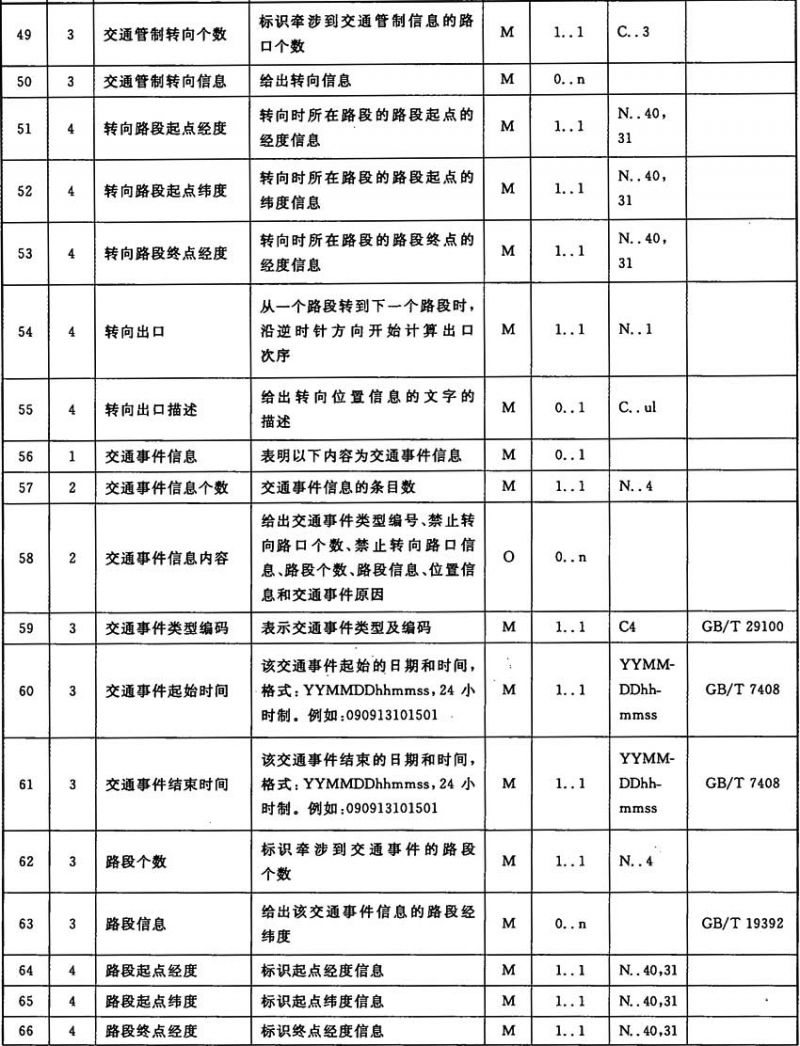 49 3 交通管制转向个数 标识牵涉到交通管制信息的路口个数 M 1..1 C..3
50 3 交通管制转向信息 给出转向信息 M 0..n
51 4 转向路段起点经度 转向时所在路段的路段起点的经度信息 M 1..1 N..40,31
52 4 转向路段起点纬度 转向时所在路段的路段起点的纬度信息 M 1..1 N..40,31
53 4 转向路段终点经度 转向时所在路段的路段终点的经度信息 M 1..1 N..40,31
54 4 转向出口 从一个路段转到下一个路段时,沿逆时针方向开始计算出口次序 M 1..1 N..1
55 4 转向出口描述 给出转向位置信息的文字的描述 M 0..1 C..ul
56 1 交通事件信息 表明以下内容为交通事件信息 M 0..1
57 2 交通事件信息个数 交通事件信息的条目数 M 1..1 N..4
58 2 交通事件信息内容 给出交通事件类型编号、禁止转向路口个数、禁止转向路口信息、路段个数、路段信息、位置信息和交通事件原因 O 0..n
59 3 交通事件类型编码 表示交通事件类型及编码 M 1..1 C4 GB/T 29100
60 3 交通事件起始时间 该交通事件起始的日期和时间,格式:YYMMDDhhmmss,24 小时制。例如:090913101501 M 1..1 YYMM-DDhh-mmss GB/T 7408
61 3 交通事件结束时间 该交通事件结束的日期和时间,格式:YYMMDDhhmmss,24 小时制。例如:090913101501 M 1..1 YYMM-DDhh-mmss GB/T 7408
62 3 路段个数 标识牵涉到交通事件的路段个数 M 1..1 N..4
63 3 路段信息 给出该交通事件信息的路段经纬度 M 0..n GB/T 19392
64 4 路段起点经度 标识起点经度信息 M 1..1 N..40,31
65 4 路段起点纬度 标识起点纬度信息 M 1..1 N..40,31
66 4 路段终点经度 标识终点经度信息 M 1..1 N..40,31